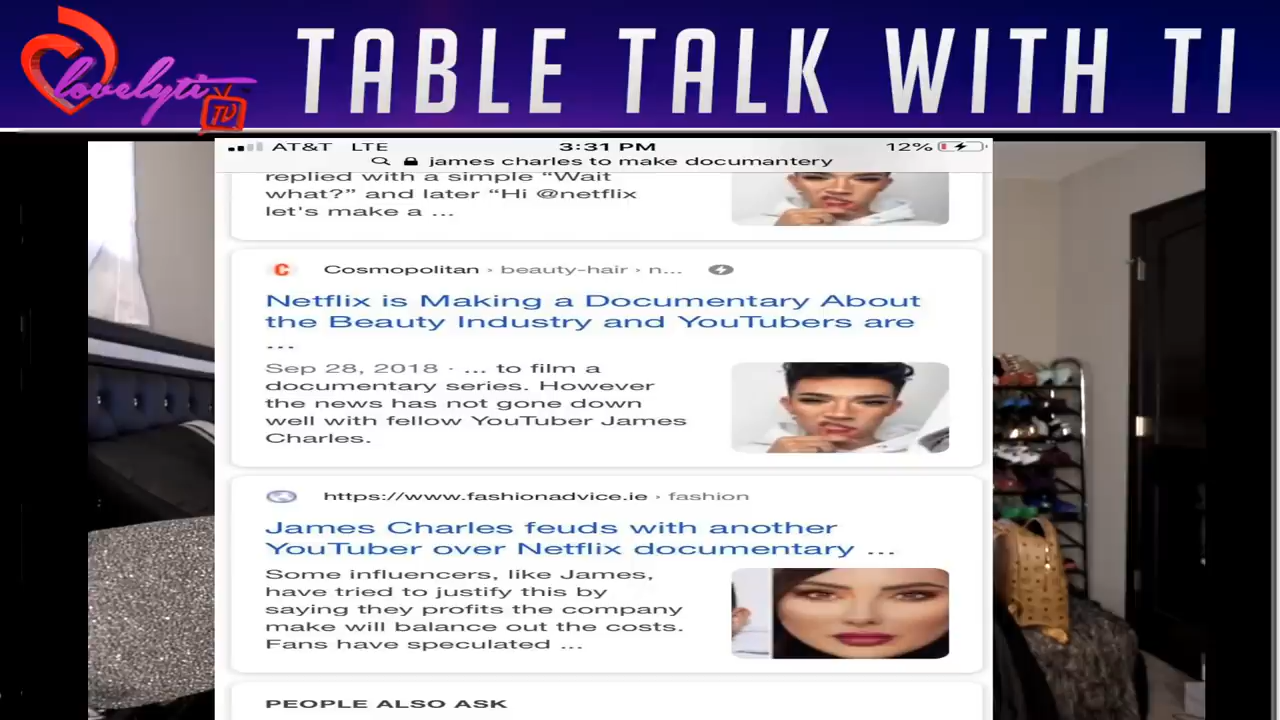 lovelyti TV
TABLE TALK WITH TI
AT&T LTE 3:31 PM 12%
james charles to make documantery
replied with a simple “Wait
what?” and later “Hi @netflix
let's make a ...
Cosmopolitan › beauty-hair › n...
Netflix is Making a Documentary About
the Beauty Industry and YouTubers are
...
Sep 28, 2018 · ... to film a
documentary series. However
the news has not gone down
well with fellow YouTuber James
Charles.
https://www.fashionadvice.ie › fashion
James Charles feuds with another
YouTuber over Netflix documentary ...
Some influencers, like James,
have tried to justify this by
saying they profits the company
make will balance out the costs.
Fans have speculated ...
PEOPLE ALSO ASK